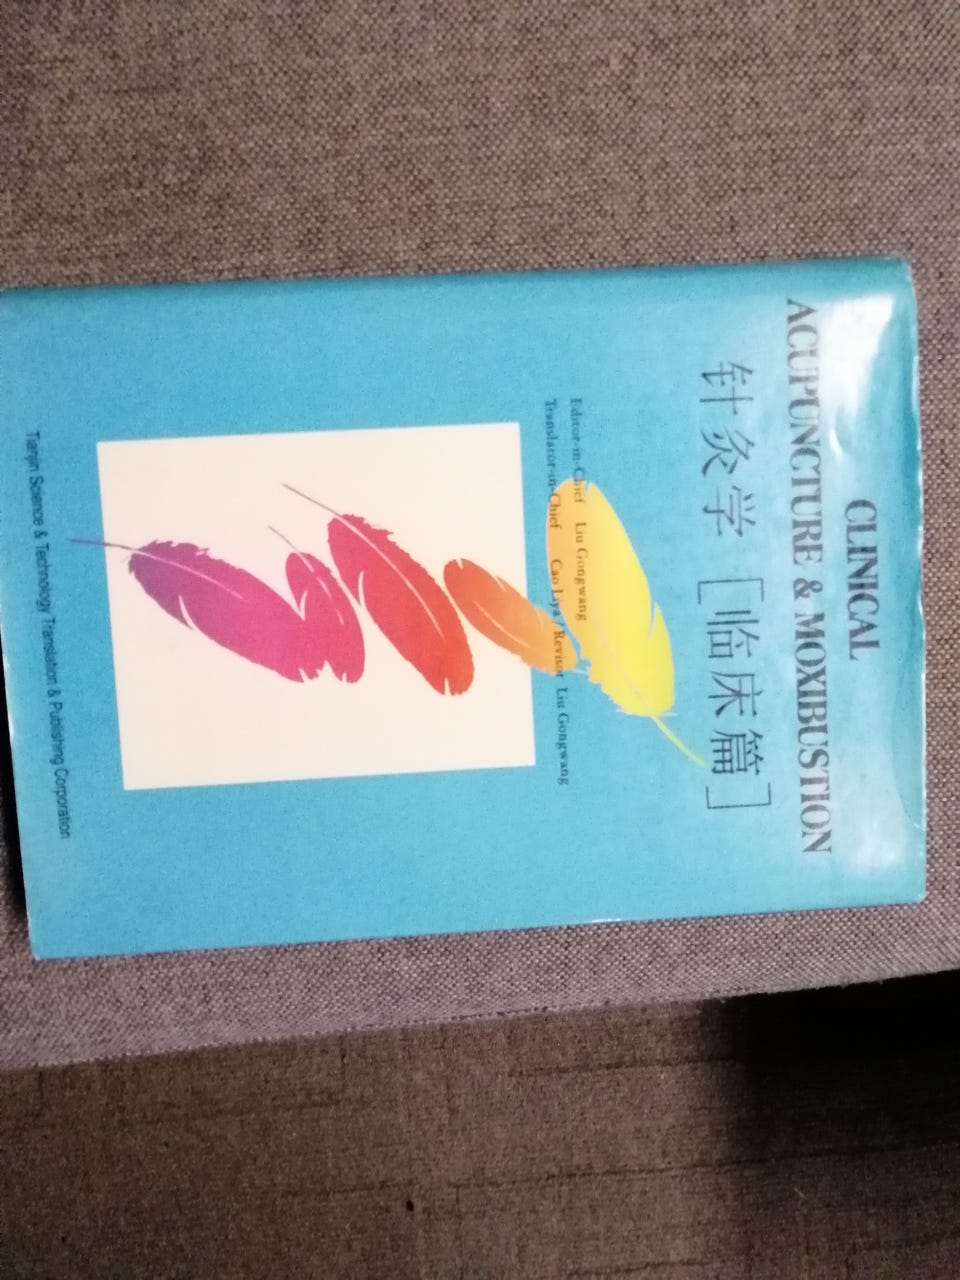 CLINICAL
ACUPUNCTURE & MOXIBUSTION
针灸学[临床篇]
Editor-in-Chief Liu Gongwang
Translator-in-Chief Cao Liya / Revisor Liu Gongwang
Tianjin Science & Technology Translation & Publishing Corporation